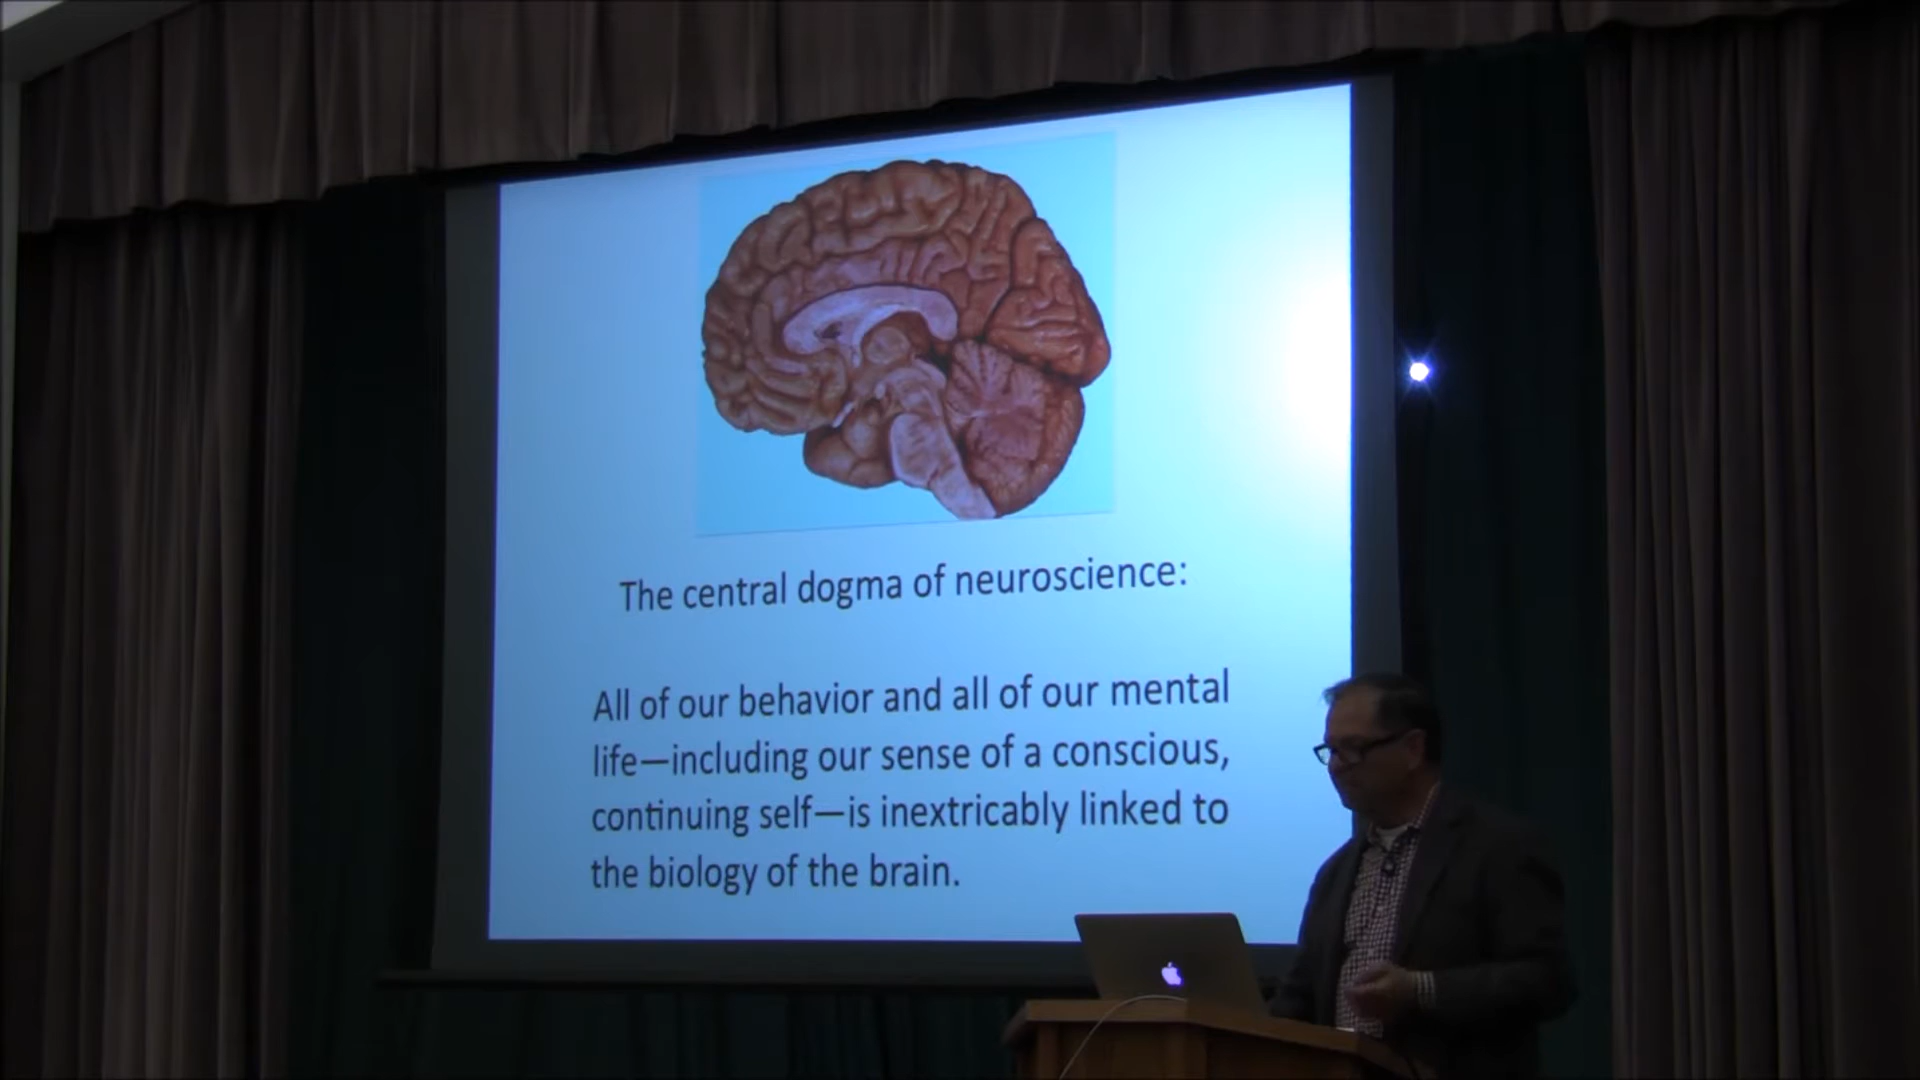 The central dogma of neuroscience:
All of our behavior and all of our mental
life—including our sense of a conscious,
continuing self—is inextricably linked to
the biology of the brain.